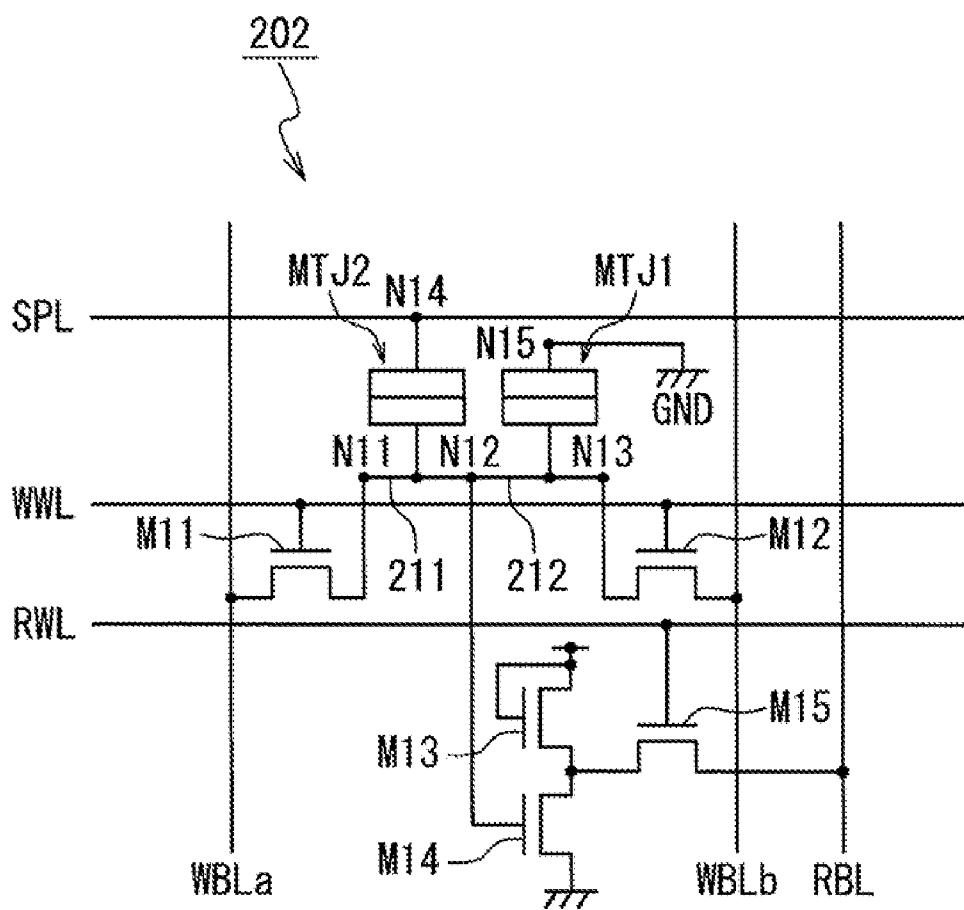 202
MTJ2
MTJ1
N14
SPL
N15
GND
N11
N12
N13
WWL
M11
M12
211
212
RWL
M15
M13
M14
WBLa
WBLb
RBL